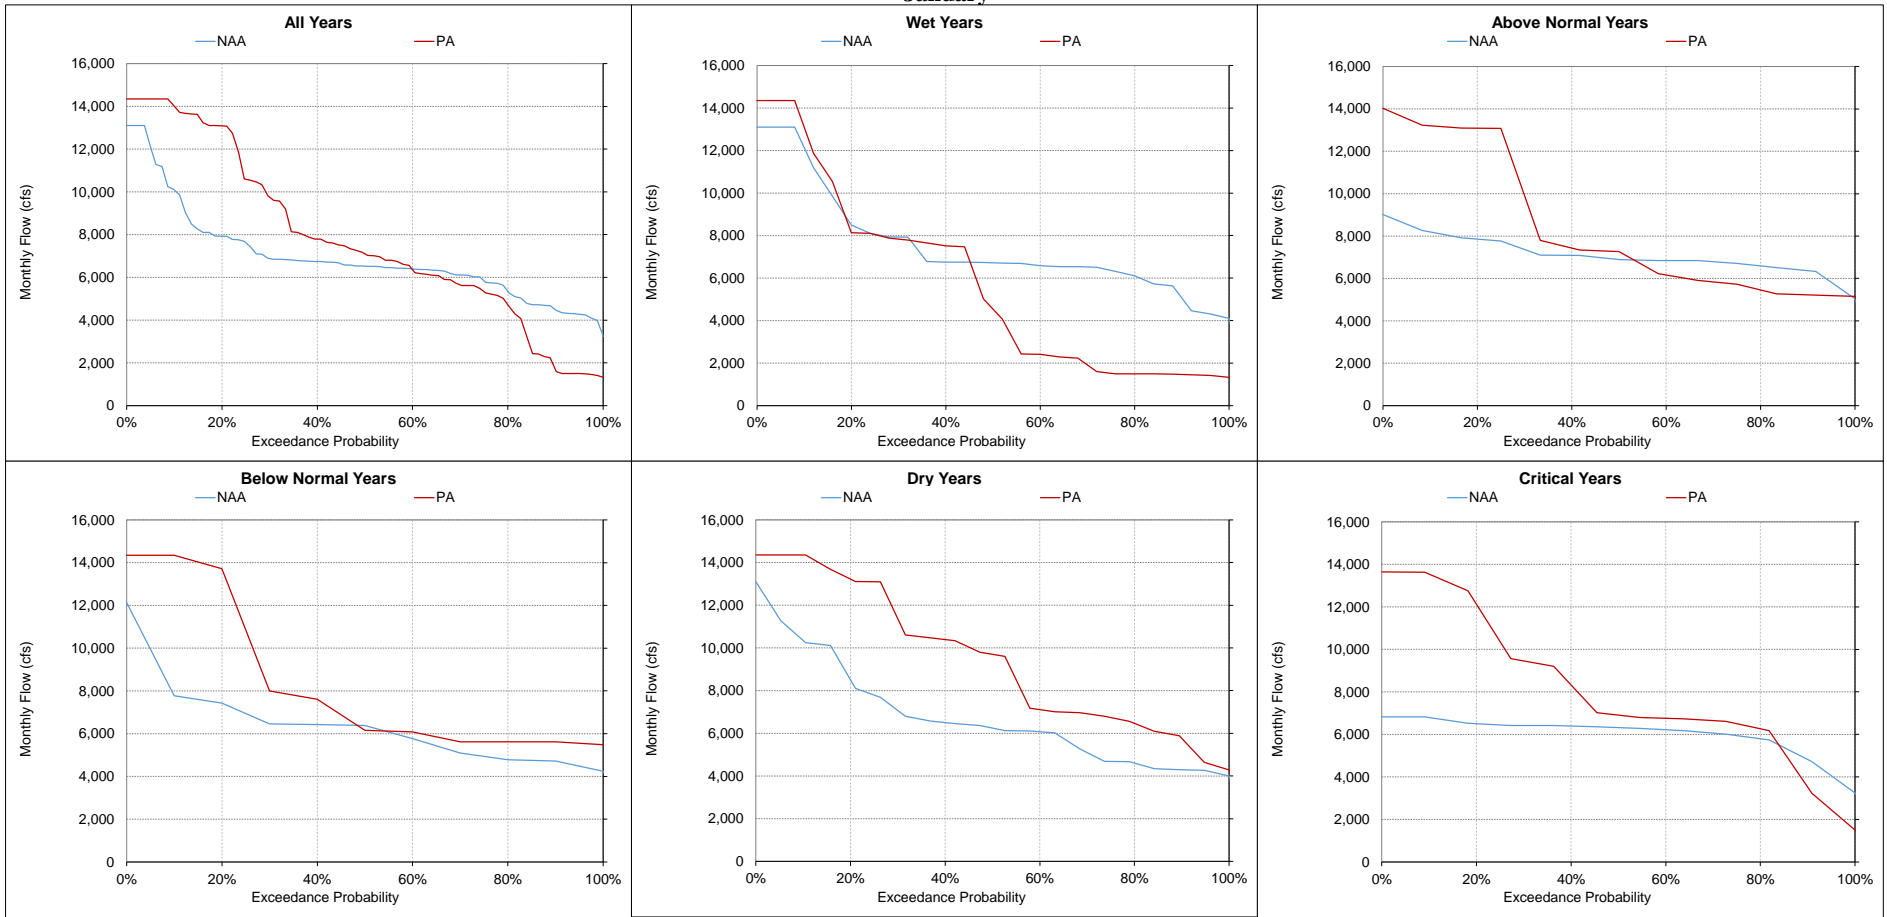 All Years
NAA PA
16,000
14,000
12,000
10,000
8,000
6,000
4,000
2,000
0
Monthly Flow (cfs)
0% 20% 40% 60% 80% 100%
Exceedance Probability
Wet Years
NAA PA
16,000
14,000
12,000
10,000
8,000
6,000
4,000
2,000
0
Monthly Flow (cfs)
0% 20% 40% 60% 80% 100%
Exceedance Probability
Above Normal Years
NAA PA
16,000
14,000
12,000
10,000
8,000
6,000
4,000
2,000
0
Monthly Flow (cfs)
0% 20% 40% 60% 80% 100%
Exceedance Probability
Below Normal Years
NAA PA
16,000
14,000
12,000
10,000
8,000
6,000
4,000
2,000
0
Monthly Flow (cfs)
0% 20% 40% 60% 80% 100%
Exceedance Probability
Dry Years
NAA PA
16,000
14,000
12,000
10,000
8,000
6,000
4,000
2,000
0
Monthly Flow (cfs)
0% 20% 40% 60% 80% 100%
Exceedance Probability
Critical Years
NAA PA
16,000
14,000
12,000
10,000
8,000
6,000
4,000
2,000
0
Monthly Flow (cfs)
0% 20% 40% 60% 80% 100%
Exceedance Probability